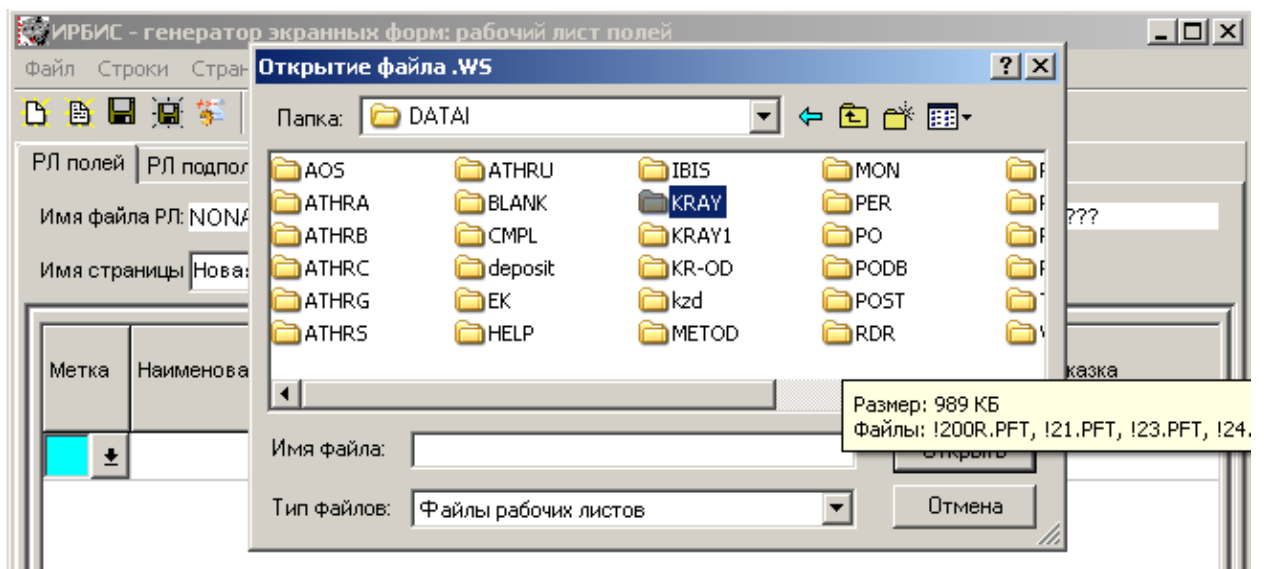 ИРБИС - генератор экранных форм: рабочий лист полей
Файл Строки Стран
Открытие файла .WS
Папка: DATAI
РЛ полей РЛ подпол
Имя файла РЛ: NONA ???
Имя страницы Новая
AOS ATHRU IBIS MON
ATHRA BLANK KRAY PER
ATHRB CMPL KRAY1 PO
ATHRC deposit KR-OD PODB
ATHRG EK kzd POST
ATHRS HELP METOD RDR
Метка Наименова казка
Размер: 989 КБ
Файлы: !200R.PFT, !21.PFT, !23.PFT, !24.
Имя файла: Открыть
Тип файлов: Файлы рабочих листов Отмена